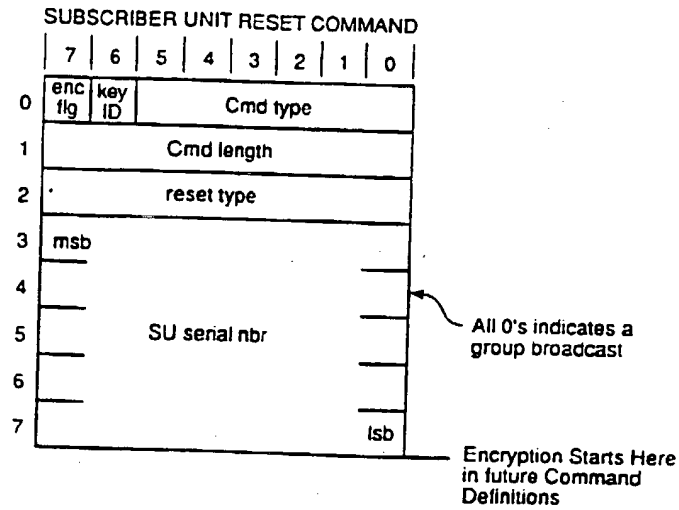 SUBSCRIBER UNIT RESET COMMAND
7 6 5 4 3 2 1 0
0 enc flg key ID Cmd type
1 Cmd length
2 reset type
3 msb
4
All 0's indicates a
group broadcast
5 SU serial nbr
6
7 lsb
Encryption Starts Here
in future Command
Definitions